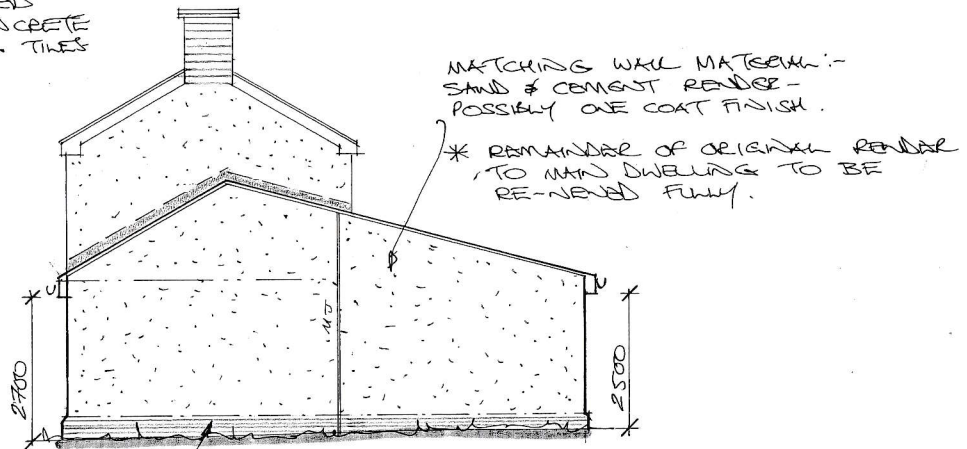 CRETE
TILES
MATCHING WALL MATERIAL :-
SAND & CEMENT RENDER -
POSSIBLY ONE COAT FINISH.
* REMAINDER OF ORIGINAL RENDER
TO MAIN DWELLING TO BE
RE-NEWED FULLY.
MJ
2700
2500